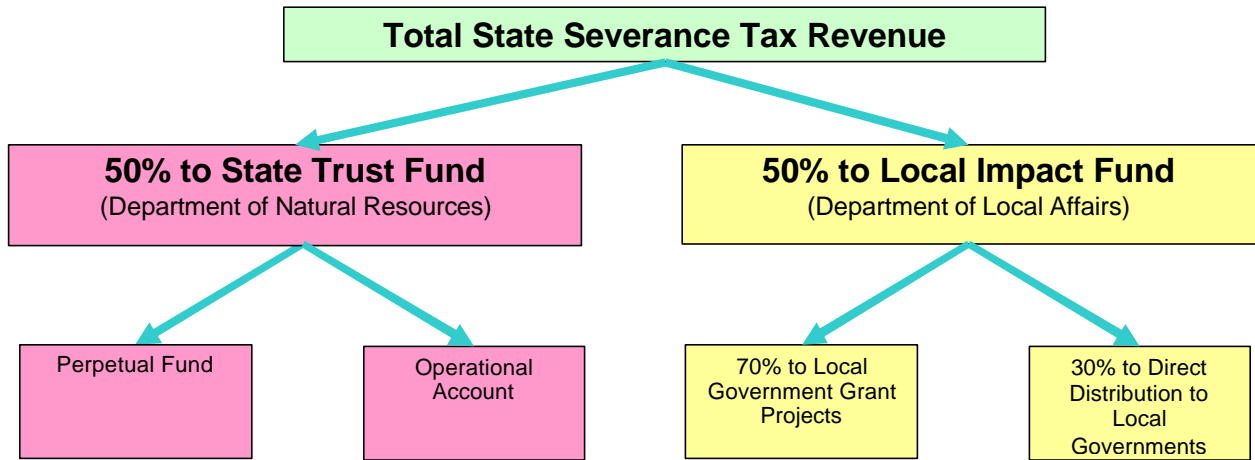 Total State Severance Tax Revenue
50% to State Trust Fund
(Department of Natural Resources)
50% to Local Impact Fund
(Department of Local Affairs)
Perpetual Fund
Operational
Account
70% to Local
Government Grant
Projects
30% to Direct
Distribution to
Local
Governments